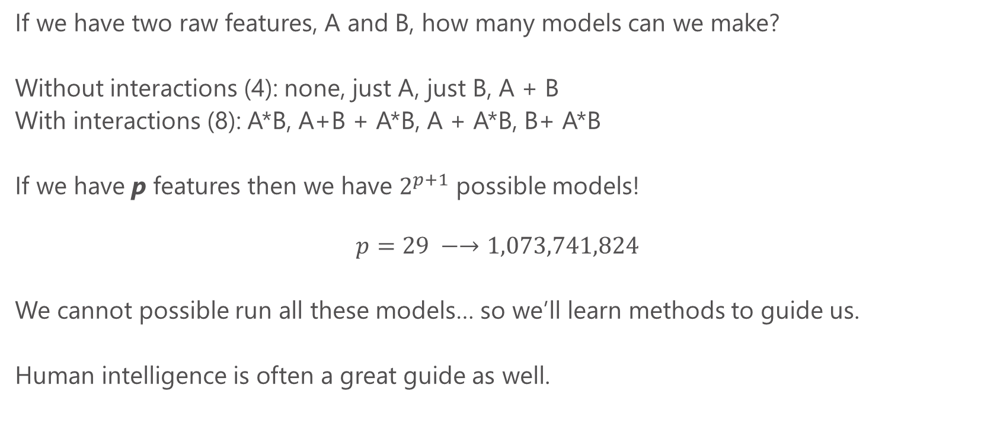 If we have two raw features, A and B, how many models can we make?
Without interactions (4): none, just A, just B, A + B
With interactions (8): A*B, A+B + A*B, A + A*B, B+ A*B
If we have p features then we have 2^{p+1} possible models!
p = 29 −→ 1,073,741,824
We cannot possible run all these models... so we’ll learn methods to guide us.
Human intelligence is often a great guide as well.